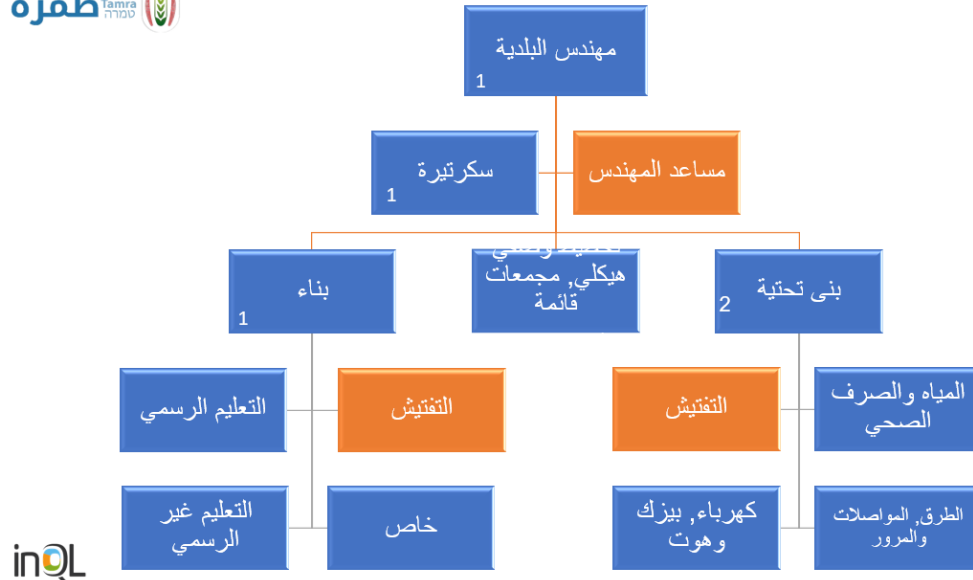 طمرة
Tamra
טמרה
مهندس البلدية
1
سكرتيرة
1
مساعد المهندس
بناء
1
هيكلي, مجمعات
قائمة
بنى تحتية
2
التعليم الرسمي
التفتيش
التفتيش
المياه والصرف
الصحي
التعليم غير
الرسمي
خاص
كهرباء, بيزك
وهوت
الطرق, المواصلات
والمرور
inQL